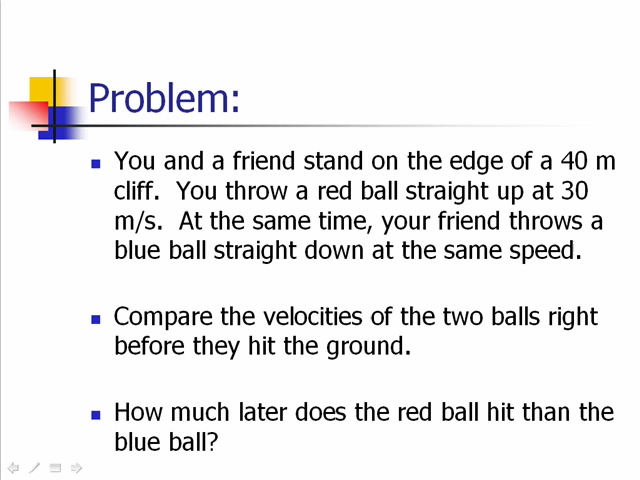 Problem:
You and a friend stand on the edge of a 40 m
cliff.  You throw a red ball straight up at 30
m/s.  At the same time, your friend throws a
blue ball straight down at the same speed.
Compare the velocities of the two balls right
before they hit the ground.
How much later does the red ball hit than the
blue ball?